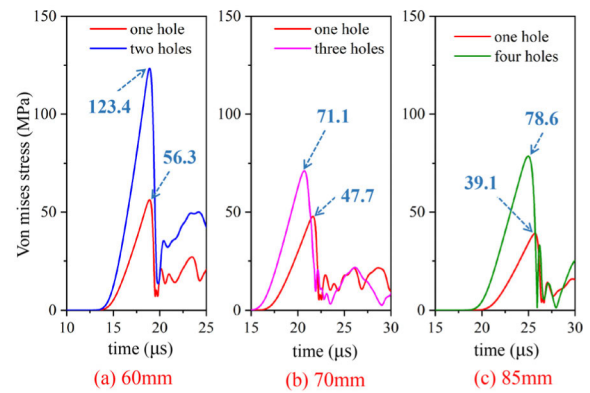 Von mises stress (MPa)
150
100
50
0
one hole
two holes
123.4
56.3
10 15 20 25
time (μs)
(a) 60mm
150
100
50
0
one hole
three holes
71.1
47.7
15 20 25 30
time (μs)
(b) 70mm
150
100
50
0
one hole
four holes
78.6
39.1
15 20 25 30
time (μs)
(c) 85mm